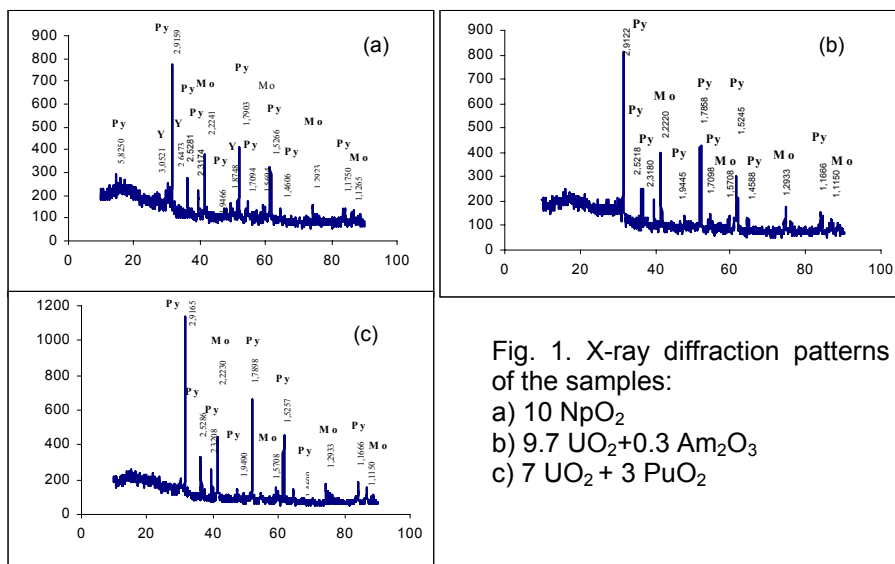 (a)
900
800
700
600
500
400
300
200
100
0
0 20 40 60 80 100
Py 5,8250
Y 3,0521
Py 2,9159
Y 2,6473
Py 2,5281
Py 2,3174
Mo 2,2241
Py
Y
Py 1,7903
1,7094
Mo
Py 1,5266
Py 1,4606
Mo 1,2923
Py 1,1750
Mo 1,1265
(b)
900
800
700
600
500
400
300
200
100
0
0 20 40 60 80 100
Py 2,9122
Py 2,5218
Py 2,3180
Mo 2,2220
Py 1,9445
Py 1,7858
Py 1,7098
Mo 1,5708
Py 1,5245
Py 1,4588
Mo 1,2933
Py 1,1666
Mo 1,1150
(c)
1200
1000
800
600
400
200
0
0 20 40 60 80 100
Py 2,9165
Py 2,5286
Py
Mo 2,2230
Py 1,9490
Py 1,7898
Mo 1,5708
Py 1,5257
Py
Mo 1,2933
Py 1,1666
Mo 1,1150
Fig. 1. X-ray diffraction patterns
of the samples:
a) 10 NpO₂
b) 9.7 UO₂+0.3 Am₂O₃
c) 7 UO₂ + 3 PuO₂